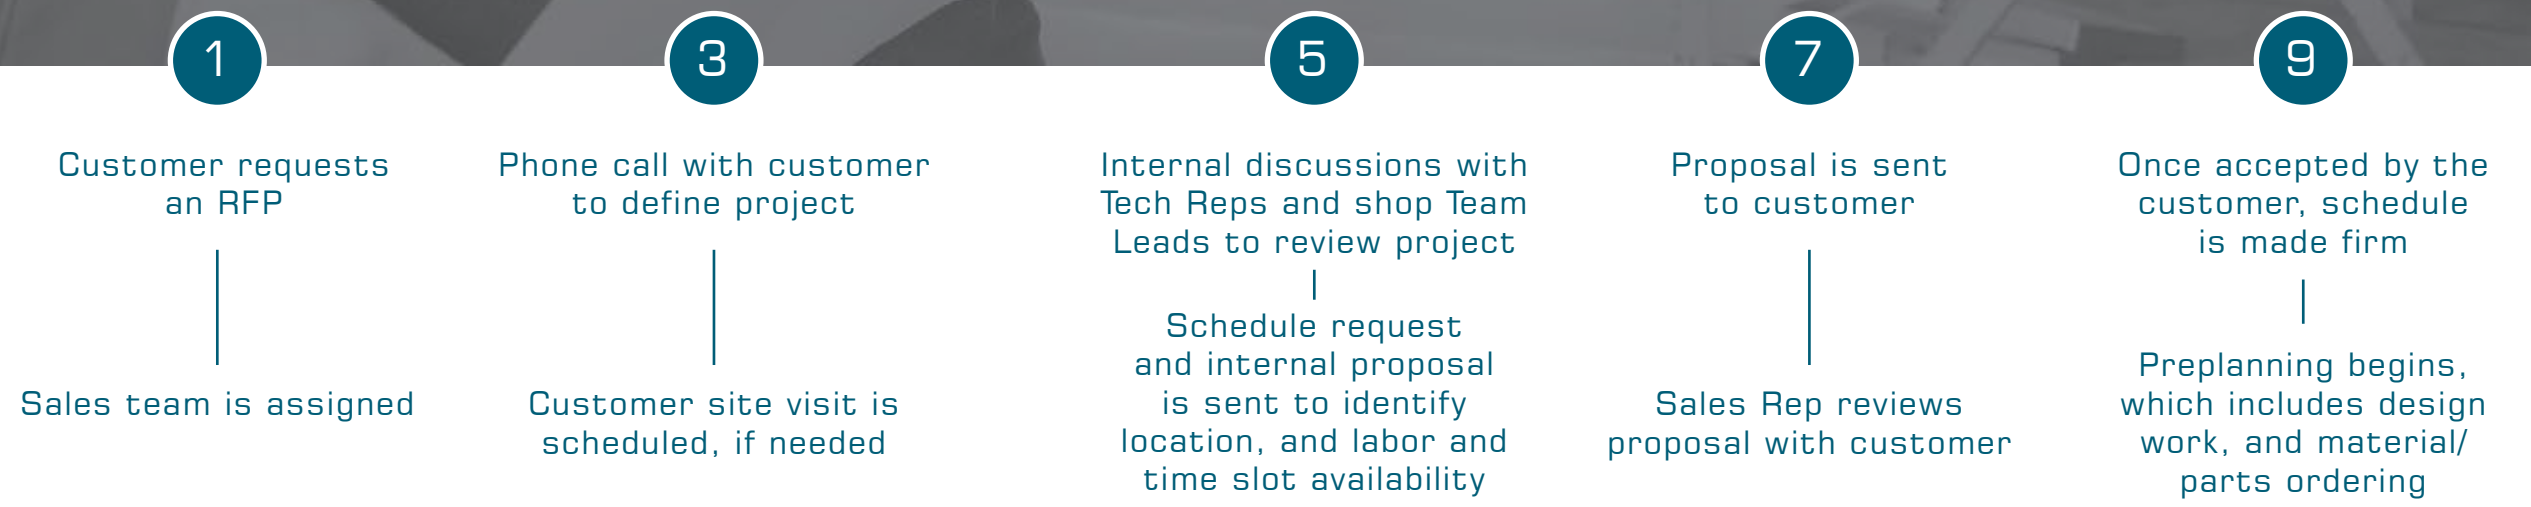 1
Customer requests
an RFP
Sales team is assigned
3
Phone call with customer
to define project
Customer site visit is
scheduled, if needed
5
Internal discussions with
Tech Reps and shop Team
Leads to review project
Schedule request
and internal proposal
is sent to identify
location, and labor and
time slot availability
7
Proposal is sent
to customer
Sales Rep reviews
proposal with customer
9
Once accepted by the
customer, schedule
is made firm
Preplanning begins,
which includes design
work, and material/
parts ordering